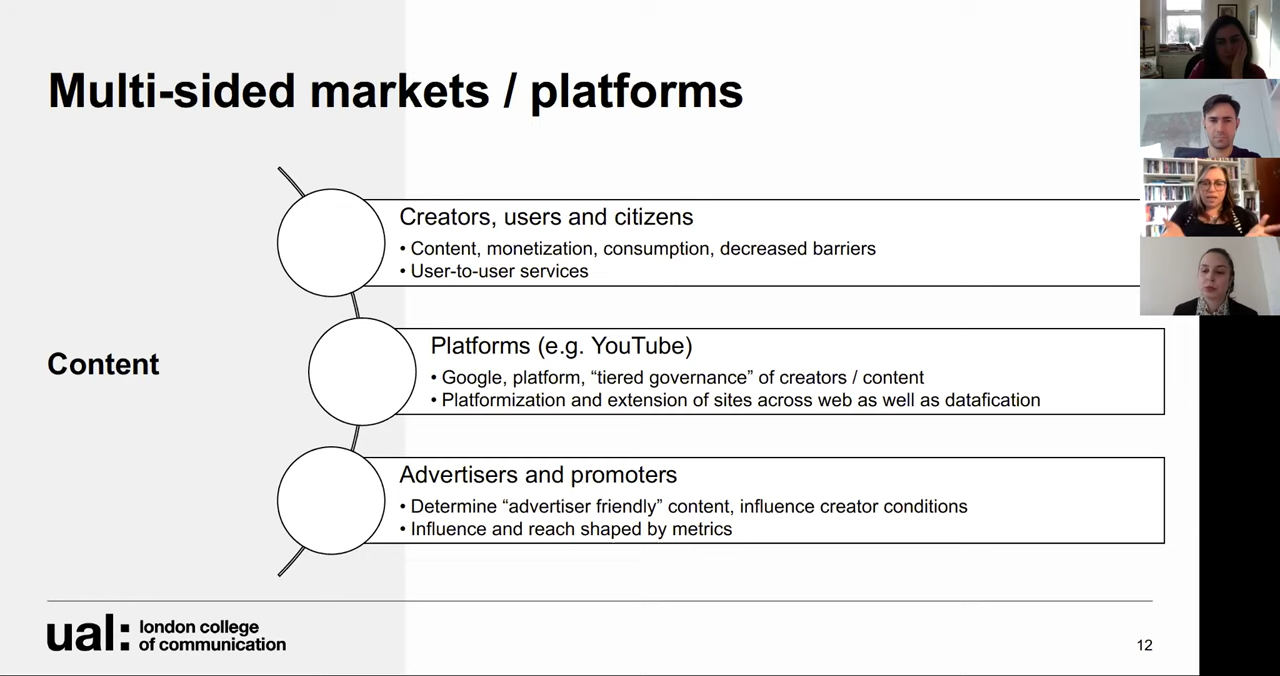 Multi-sided markets / platforms
Creators, users and citizens
• Content, monetization, consumption, decreased barriers
• User-to-user services
Content
Platforms (e.g. YouTube)
• Google, platform, “tiered governance” of creators / content
• Platformization and extension of sites across web as well as datafication
Advertisers and promoters
• Determine “advertiser friendly” content, influence creator conditions
• Influence and reach shaped by metrics
ual: london college
of communication
12